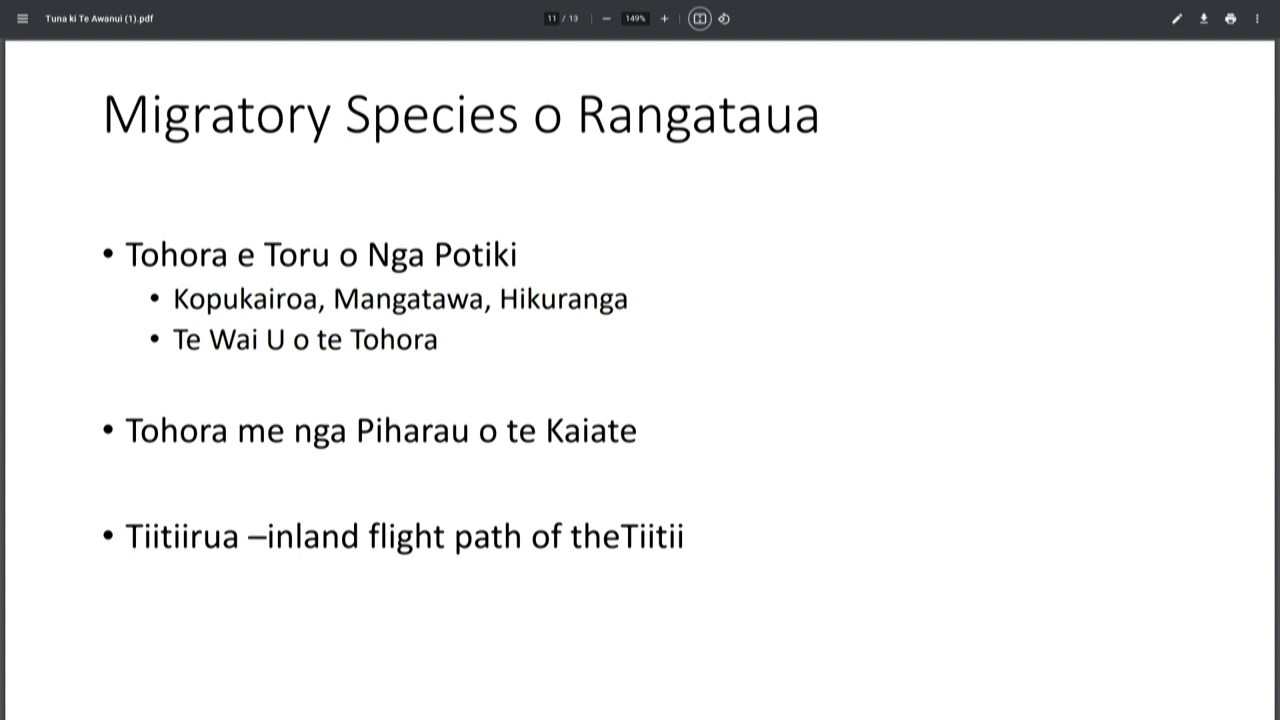 Tuna ki Te Awanui (1).pdf
11 / 13
149%
Migratory Species o Rangataua
• Tohora e Toru o Nga Potiki
• Kopukairoa, Mangatawa, Hikuranga
• Te Wai U o te Tohora
• Tohora me nga Piharau o te Kaiate
• Tiitiirua –inland flight path of theTiitii